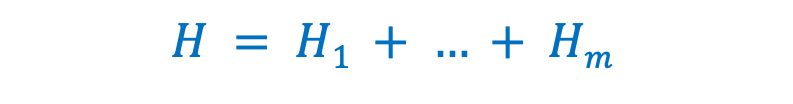 H = H₁ + ... + Hₘ